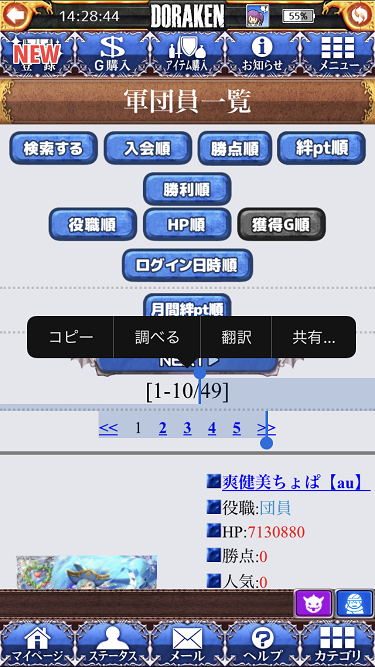 14:28:44 DORAKEN 55%
NEW
登録 G購入 アイテム購入 お知らせ メニュー
軍団員一覧
検索する 入会順 勝点順 絆pt順
勝利順
役職順 HP順 獲得G順
ログイン日時順
月間絆pt順
コピー 調べる 翻訳 共有...
NEXT
[1-10/49]
<< 1 2 3 4 5 >>
爽健美ちょぱ【au】
役職:団員
HP:7130880
勝点:0
人気:0
マイページ ステータス メール ヘルプ カテゴリ